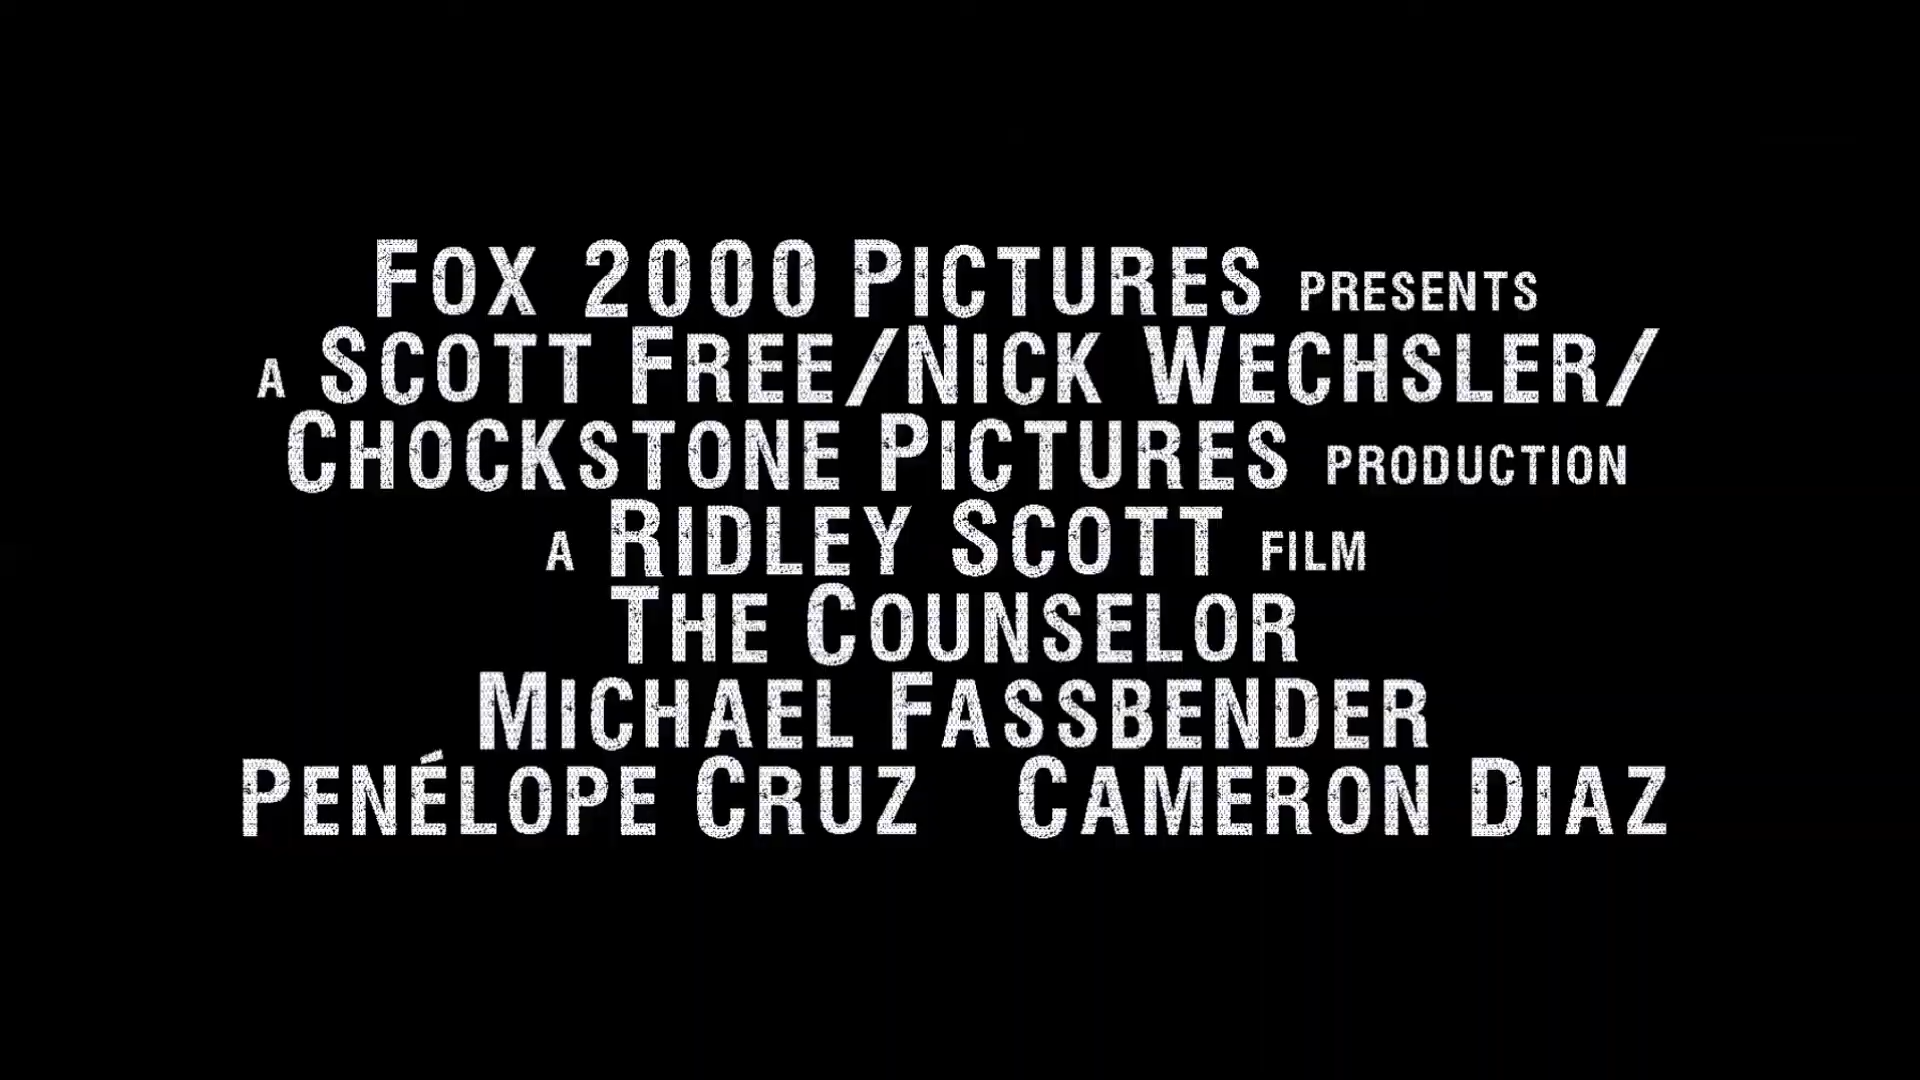 FOX 2000 PICTURES PRESENTS
A SCOTT FREE/NICK WECHSLER/
CHOCKSTONE PICTURES PRODUCTION
A RIDLEY SCOTT FILM
THE COUNSELOR
MICHAEL FASSBENDER
PENÉLOPE CRUZ CAMERON DIAZ